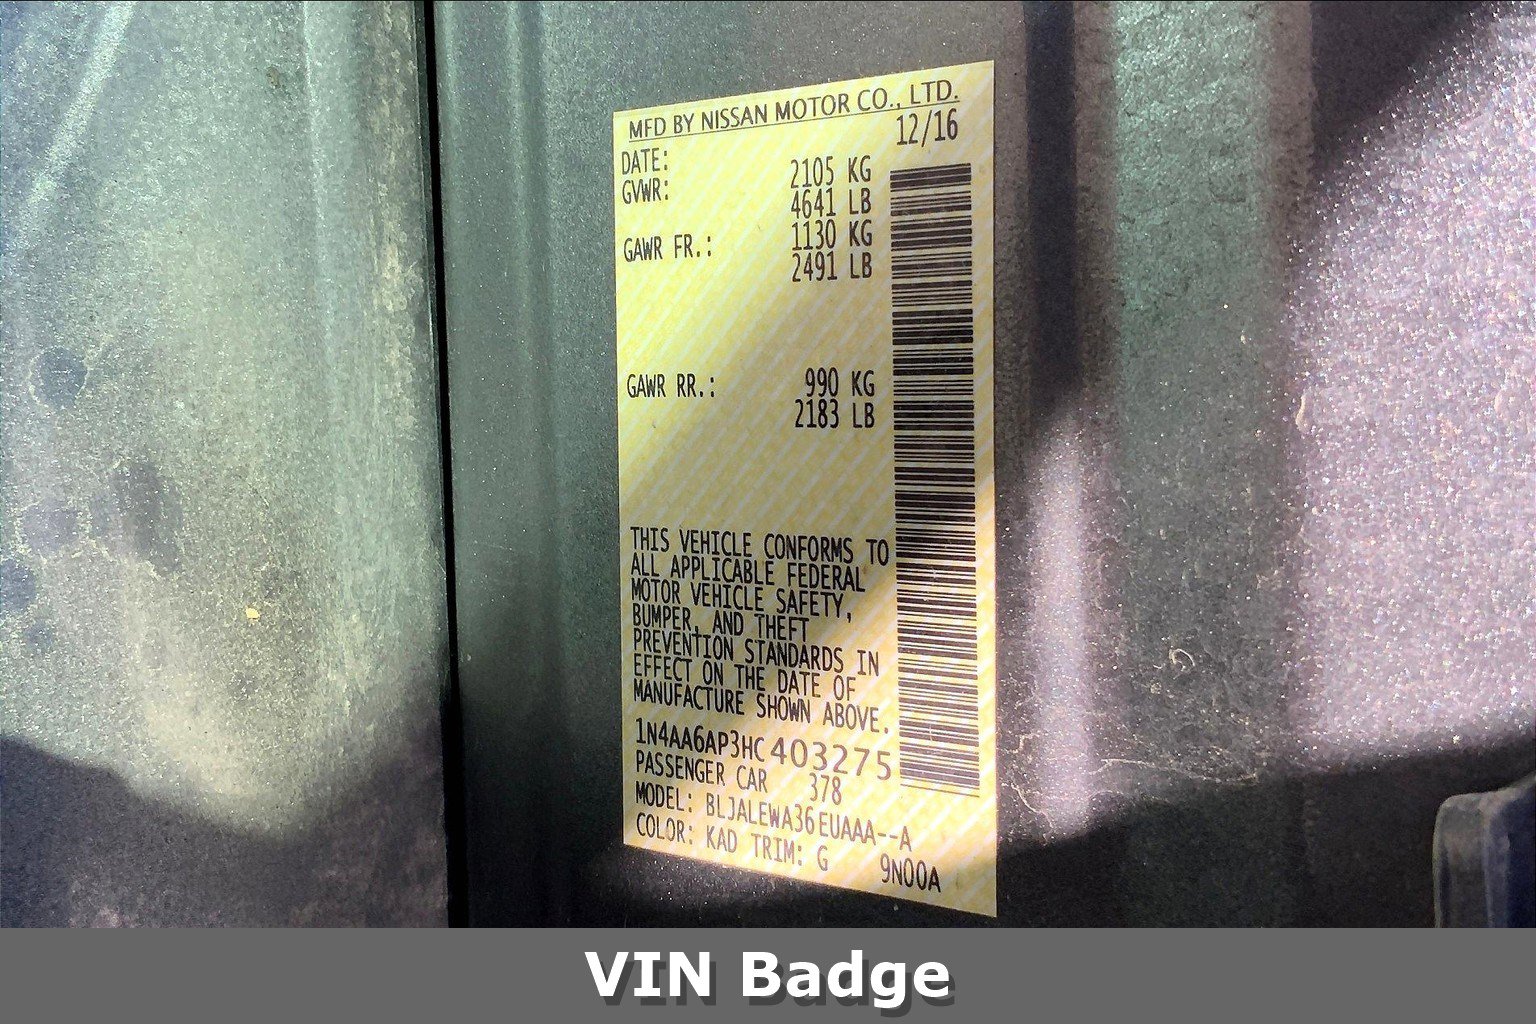 MFD BY NISSAN MOTOR CO., LTD.
DATE: 12/16
GVWR: 2105 KG
4641 LB
GAWR FR.: 1130 KG
2491 LB
GAWR RR.: 990 KG
2183 LB
THIS VEHICLE CONFORMS TO
ALL APPLICABLE FEDERAL
MOTOR VEHICLE SAFETY,
BUMPER, AND THEFT
PREVENTION STANDARDS IN
EFFECT ON THE DATE OF
MANUFACTURE SHOWN ABOVE.
1N4AA6AP3HC403275
PASSENGER CAR 378
MODEL: BLJALEWA36EUAAA--A
COLOR: KAD TRIM: G 9N00A
VIN Badge